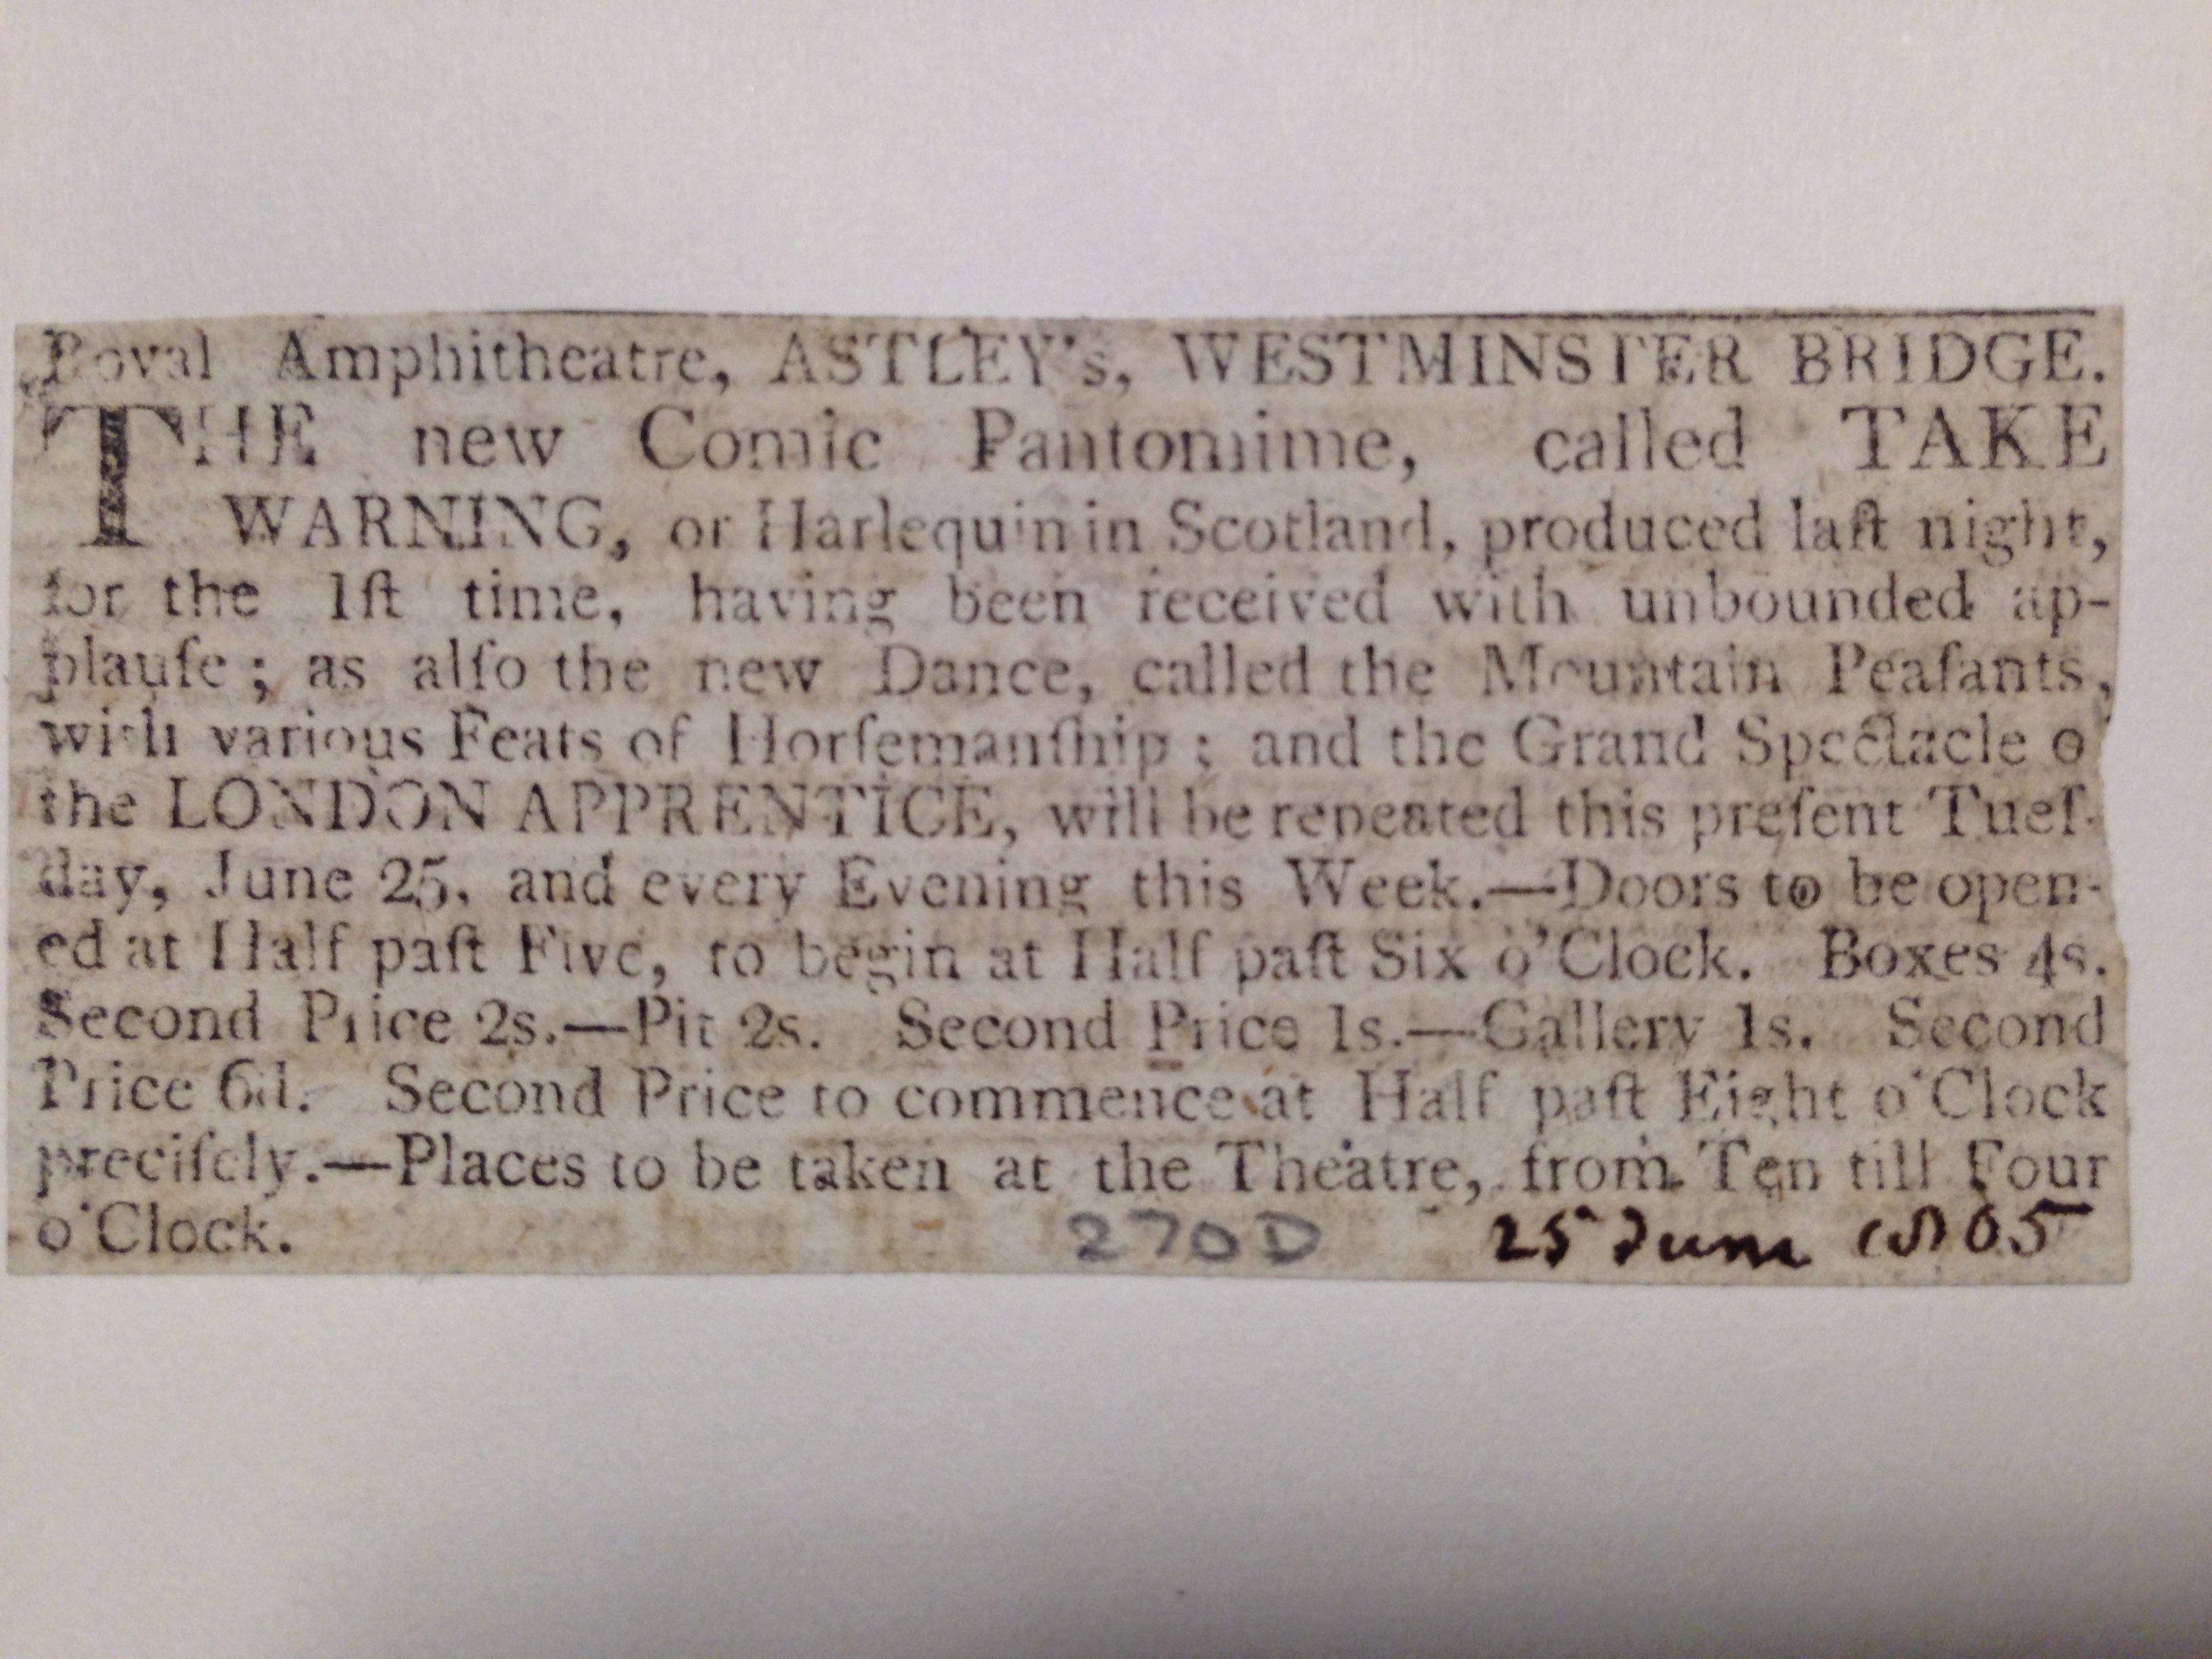 Royal Amphitheatre, ASTLEY's, WESTMINSTER BRIDGE.
THE new Comic Pantomime, called TAKE
WARNING, or Harlequin in Scotland, produced laſt night,
for the 1ſt time, having been received with unbounded ap-
plauſe; as alſo the new Dance, called the Mountain Peaſants,
with various Feats of Horſemanſhip; and the Grand Spectacle o
the LONDON APPRENTICE, will be repeated this preſent Tueſ-
day, June 25, and every Evening this Week.—Doors to be open-
ed at Half paſt Five, to begin at Half paſt Six o'Clock. Boxes 4s.
Second Price 2s.—Pit 2s. Second Price 1s.—Gallery 1s. Second
Price 6d. Second Price to commence at Half paſt Eight o'Clock
preciſely.—Places to be taken at the Theatre, from Ten till Four
o'Clock.
270D 25 June 1805